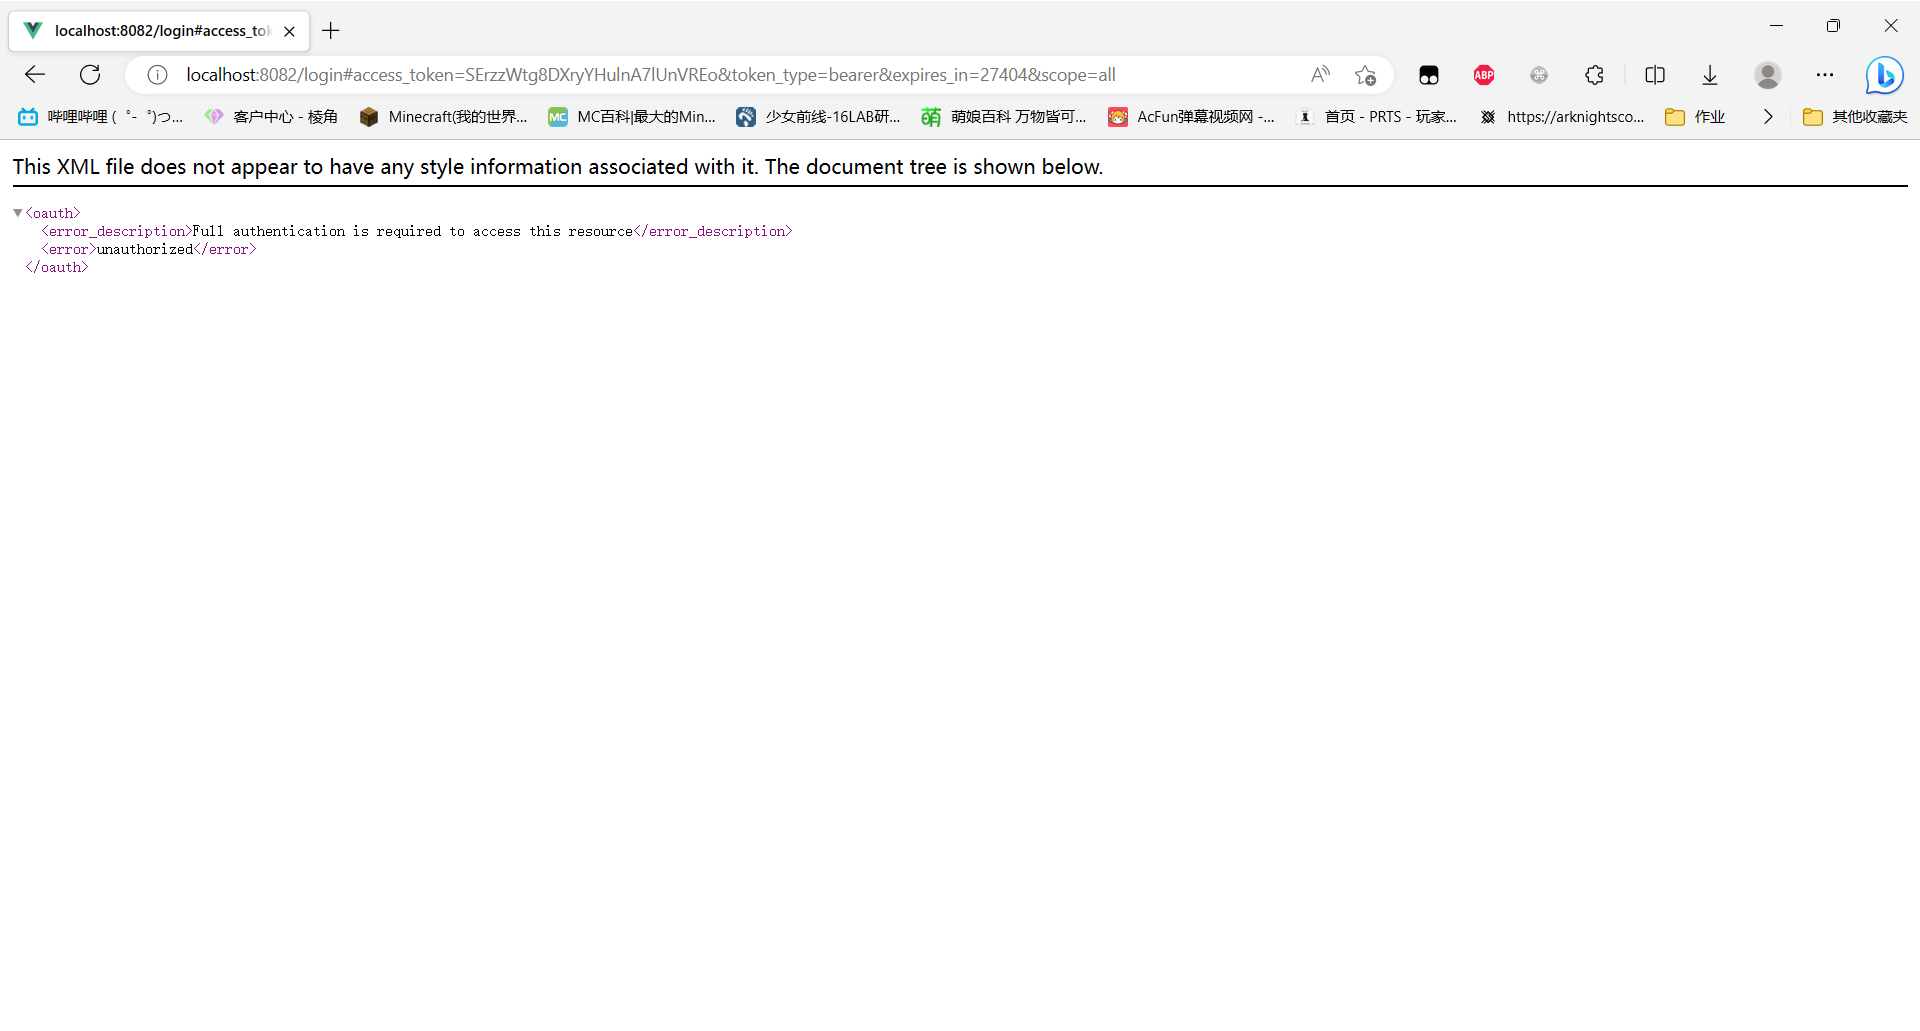 localhost:8082/login#access_tok
localhost:8082/login#access_token=SErzzWtg8DXryYHulnA7lUnVREo&token_type=bearer&expires_in=27404&scope=all
ABP
哔哩哔哩 (゜-゜)つ... 客户中心 - 棱角 Minecraft(我的世界... MC MC百科|最大的Min... 少女前线-16LAB研... 萌 萌娘百科 万物皆可... AcFun弹幕视频网 -... 首页 - PRTS - 玩家... https://arknightsco... 作业 其他收藏夹
This XML file does not appear to have any style information associated with it. The document tree is shown below.
▼<oauth>
<error_description>Full authentication is required to access this resource</error_description>
<error>unauthorized</error>
</oauth>